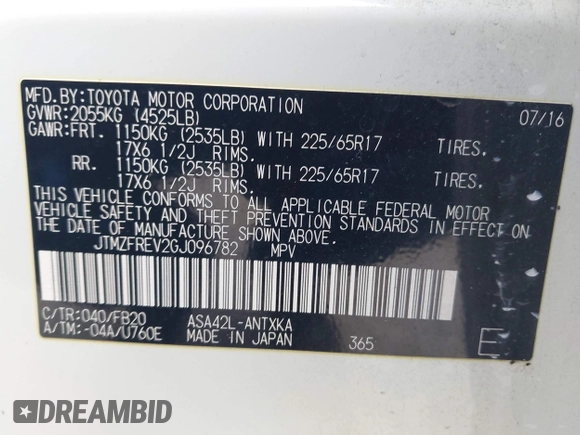 MFD.BY:TOYOTA MOTOR CORPORATION 07/16
GVWR:2055KG (4525LB)
GAWR:FRT. 1150KG (2535LB) WITH 225/65R17 TIRES,
17X6 1/2J RIMS.
RR. 1150KG (2535LB) WITH 225/65R17 TIRES,
17X6 1/2J RIMS.
THIS VEHICLE CONFORMS TO ALL APPLICABLE FEDERAL MOTOR
VEHICLE SAFETY AND THEFT PREVENTION STANDARDS IN EFFECT ON
THE DATE OF MANUFACTURE SHOWN ABOVE.
JTMZFREV2GJ096782 MPV
C/TR:040/FB20 ASA42L-ANTXKA
A/TM:-04A/U760E MADE IN JAPAN 365 E
DREAMBID